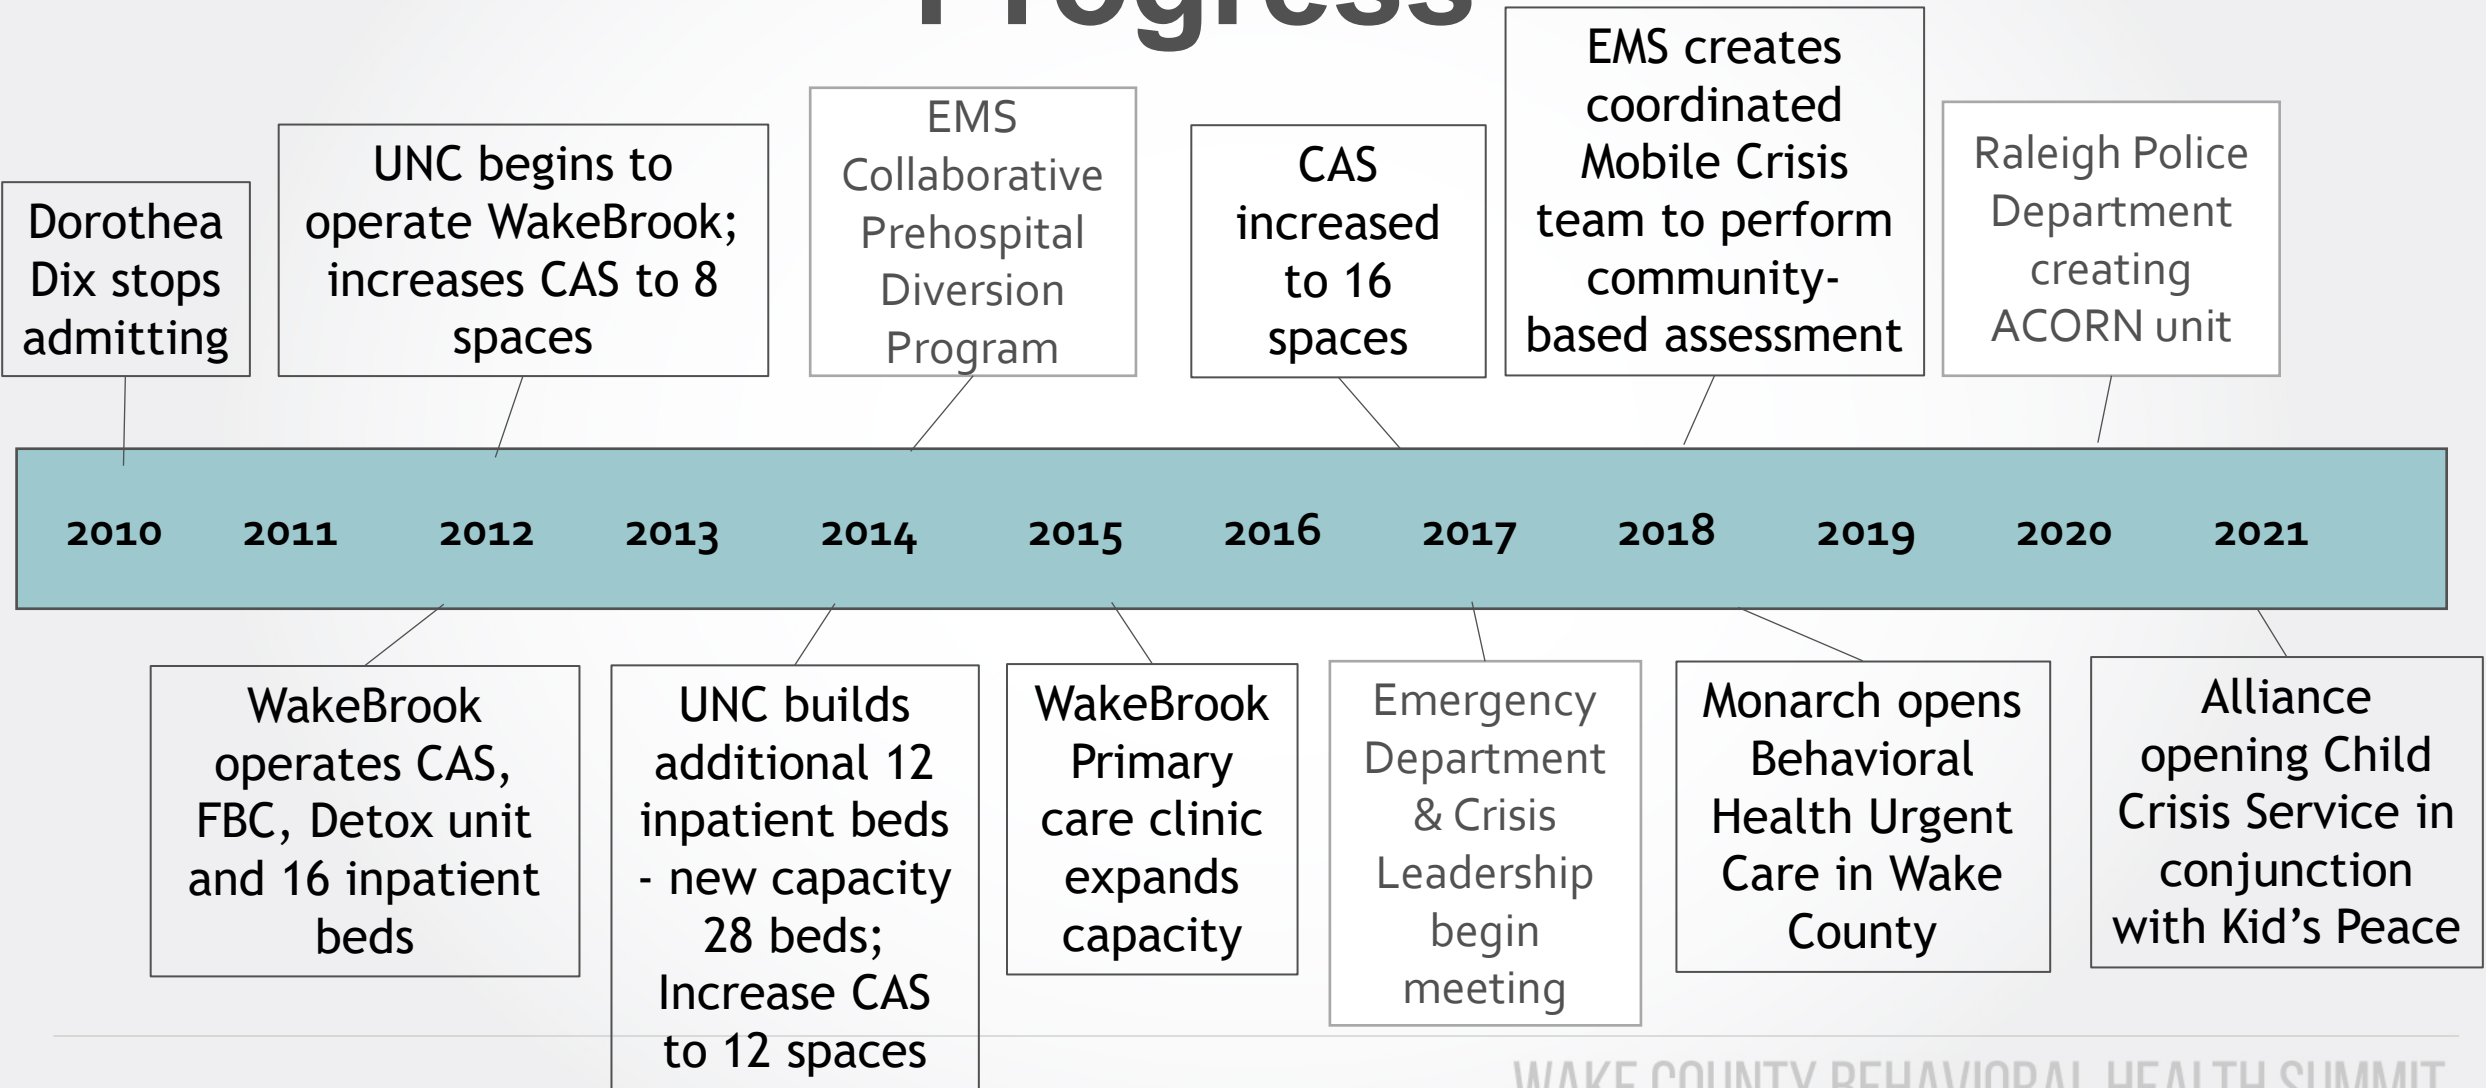 Progress
Dorothea
Dix stops
admitting
UNC begins to
operate WakeBrook;
increases CAS to 8
spaces
EMS
Collaborative
Prehospital
Diversion
Program
CAS
increased
to 16
spaces
EMS creates
coordinated
Mobile Crisis
team to perform
community-
based assessment
Raleigh Police
Department
creating
ACORN unit
2010 2011 2012 2013 2014 2015 2016 2017 2018 2019 2020 2021
WakeBrook
operates CAS,
FBC, Detox unit
and 16 inpatient
beds
UNC builds
additional 12
inpatient beds
- new capacity
28 beds;
Increase CAS
to 12 spaces
WakeBrook
Primary
care clinic
expands
capacity
Emergency
Department
& Crisis
Leadership
begin
meeting
Monarch opens
Behavioral
Health Urgent
Care in Wake
County
Alliance
opening Child
Crisis Service in
conjunction
with Kid’s Peace
WAKE COUNTY BEHAVIORAL HEALTH SUMMIT